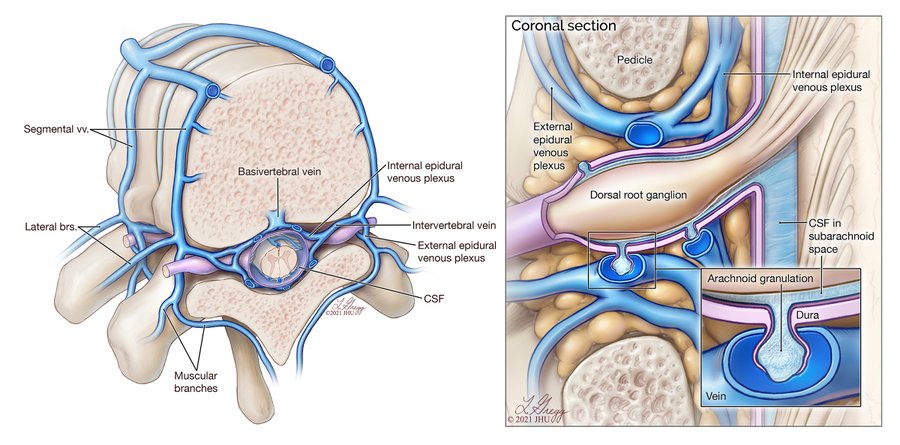 Segmental vv.
Lateral brs.
Muscular
branches
Basivertebral vein
Internal epidural
venous plexus
Intervertebral vein
External epidural
venous plexus
CSF
L Gregg
©2021 JHU
Coronal section
Pedicle
Internal epidural
venous plexus
External
epidural
venous
plexus
Dorsal root ganglion
CSF in
subarachnoid
space
Arachnoid granulation
Dura
Vein
L Gregg
© 2021 JHU